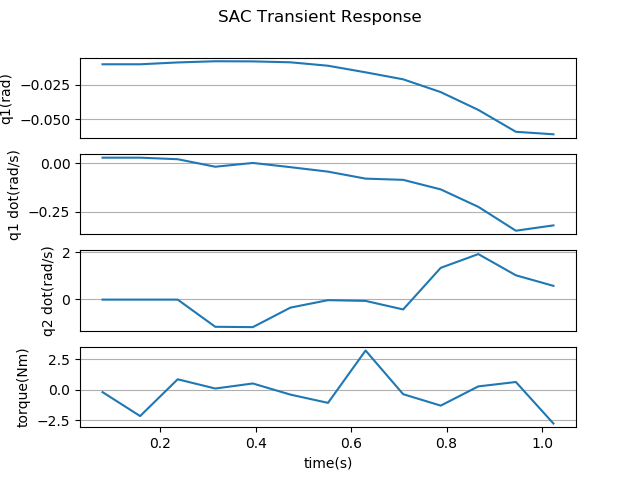 SAC Transient Response
q1(rad)
−0.025
−0.050
q1 dot(rad/s)
0.00
−0.25
q2 dot(rad/s)
2
0
torque(Nm)
2.5
0.0
−2.5
0.2 0.4 0.6 0.8 1.0
time(s)